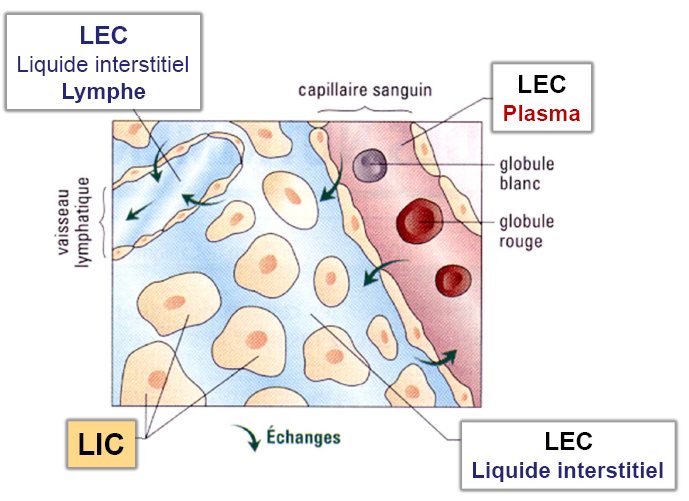 LEC
Liquide interstitiel
Lymphe
capillaire sanguin
LEC
Plasma
globule
blanc
globule
rouge
vaisseau
lymphatique
LIC
Échanges
LEC
Liquide interstitiel